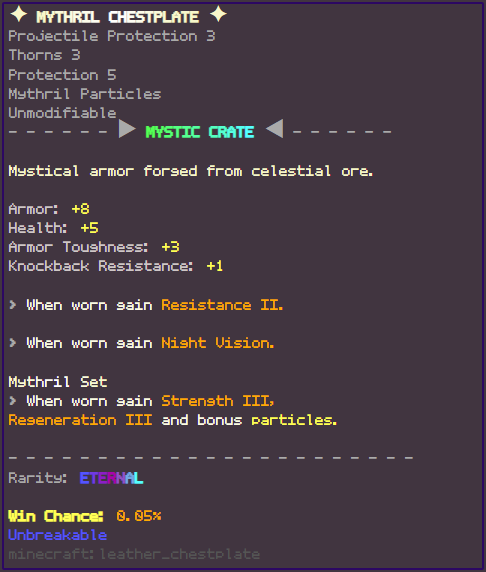 ✦ MYTHRIL CHESTPLATE ✦
Projectile Protection 3
Thorns 3
Protection 5
Mythril Particles
Unmodifiable
- - - - - - ▶ MYSTIC CRATE ◀ - - - - - -
Mystical armor forged from celestial ore.
Armor: +8
Health: +5
Armor Toughness: +3
Knockback Resistance: +1
> When worn gain Resistance II.
> When worn gain Night Vision.
Mythril Set
> When worn gain Strength III,
Regeneration III and bonus particles.
- - - - - - - - - - - - - - - - - - - - - - - -
Rarity: ETERNAL
Win Chance: 0.05%
Unbreakable
minecraft:leather_chestplate